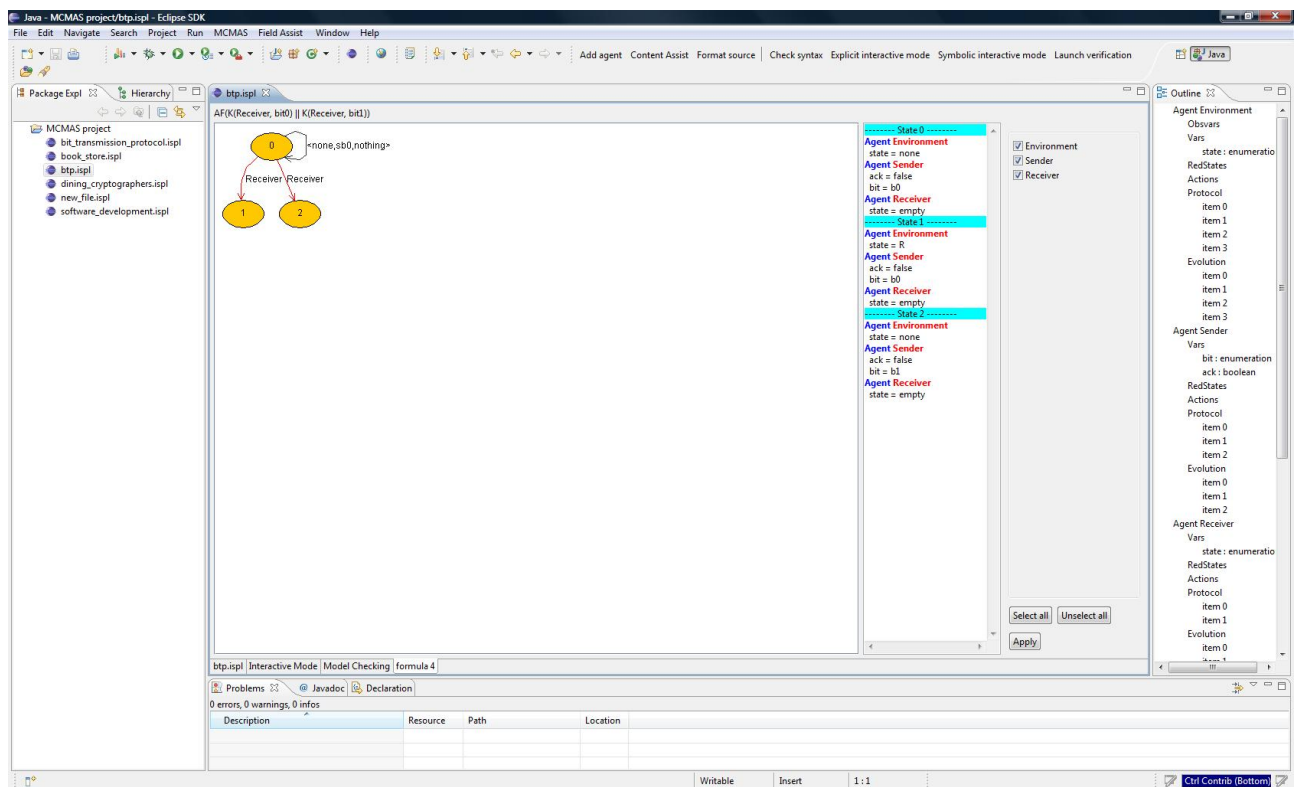 Java - MCMAS project/btp.ispl - Eclipse SDK
File Edit Navigate Search Project Run MCMAS Field Assist Window Help
Add agent Content Assist Format source Check syntax Explicit interactive mode Symbolic interactive mode Launch verification
Java
Package Expl
Hierarchy
MCMAS project
bit_transmission_protocol.ispl
book_store.ispl
btp.ispl
dining_cryptographers.ispl
new_file.ispl
software_development.ispl
btp.ispl
AF(K(Receiver, bit0) || K(Receiver, bit1))
0
<none,sb0,nothing>
Receiver Receiver
1
2
-------- State 0 --------
Agent Environment
state = none
Agent Sender
ack = false
bit = b0
Agent Receiver
state = empty
-------- State 1 --------
Agent Environment
state = R
Agent Sender
ack = false
bit = b0
Agent Receiver
state = empty
-------- State 2 --------
Agent Environment
state = none
Agent Sender
ack = false
bit = b1
Agent Receiver
state = empty
Environment
Sender
Receiver
Select all Unselect all
Apply
btp.ispl Interactive Mode Model Checking formula 4
Outline
Agent Environment
Obsvars
Vars
state : enumeratio
RedStates
Actions
Protocol
item 0
item 1
item 2
item 3
Evolution
item 0
item 1
item 2
item 3
Agent Sender
Vars
bit : enumeration
ack : boolean
RedStates
Actions
Protocol
item 0
item 1
item 2
Evolution
item 0
item 1
item 2
Agent Receiver
Vars
state : enumeratio
RedStates
Actions
Protocol
item 0
item 1
Evolution
item 0
item 1
Problems @ Javadoc Declaration
0 errors, 0 warnings, 0 infos
Description Resource Path Location
Writable Insert 1 : 1 Ctrl Contrib (Bottom)